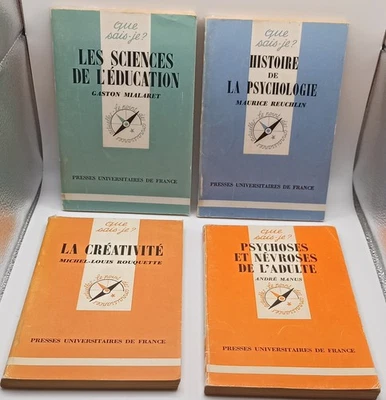 que
sais-je?
LES SCIENCES
DE L'ÉDUCATION
GASTON MIALARET
PRESSES UNIVERSITAIRES DE FRANCE
que
sais-je?
HISTOIRE
DE
LA PSYCHOLOGIE
MAURICE REUCHLIN
PRESSES UNIVERSITAIRES DE FRANCE
que
sais-je?
LA CRÉATIVITÉ
MICHEL-LOUIS ROUQUETTE
PRESSES UNIVERSITAIRES DE FRANCE
que
sais-je?
PSYCHOSES
ET NÉVROSES
DE L'ADULTE
ANDRÉ MANUS
PRESSES UNIVERSITAIRES DE FRANCE